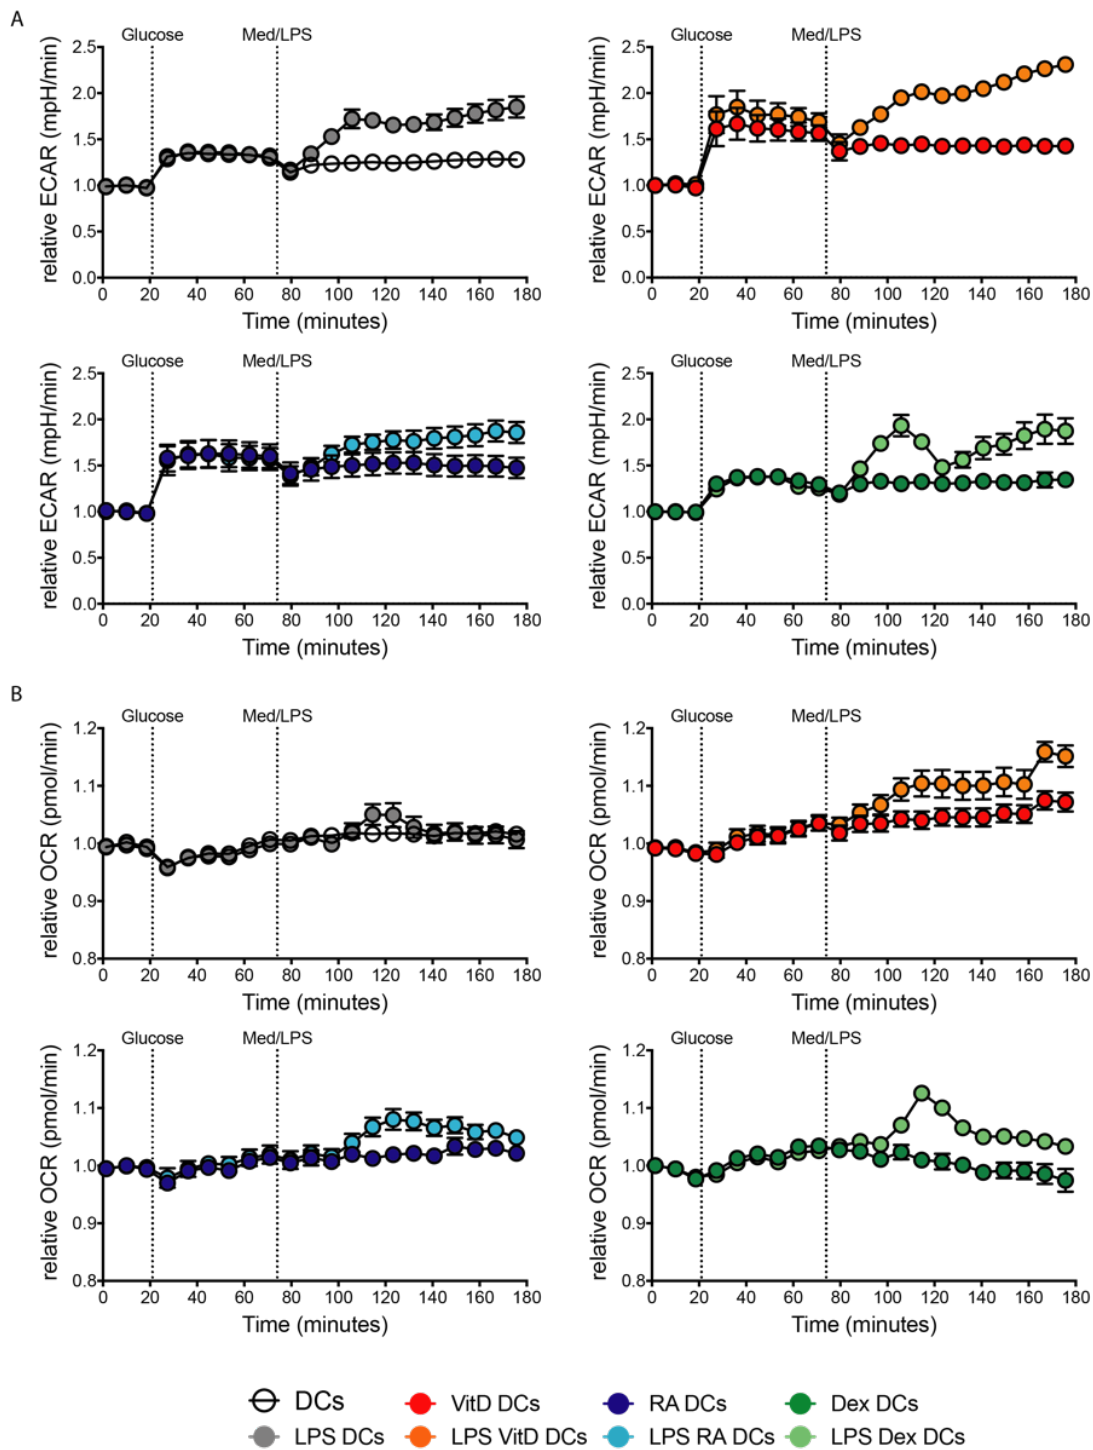 A
Glucose Med/LPS
relative ECAR (mpH/min)
2.5
2.0
1.5
1.0
0.5
0.0
0 20 40 60 80 100 120 140 160 180
Time (minutes)
Glucose Med/LPS
relative ECAR (mpH/min)
2.5
2.0
1.5
1.0
0.5
0.0
0 20 40 60 80 100 120 140 160 180
Time (minutes)
Glucose Med/LPS
relative ECAR (mpH/min)
2.5
2.0
1.5
1.0
0.5
0.0
0 20 40 60 80 100 120 140 160 180
Time (minutes)
Glucose Med/LPS
relative ECAR (mpH/min)
2.5
2.0
1.5
1.0
0.5
0.0
0 20 40 60 80 100 120 140 160 180
Time (minutes)
B
Glucose Med/LPS
relative OCR (pmol/min)
1.2
1.1
1.0
0.9
0.8
0 20 40 60 80 100 120 140 160 180
Time (minutes)
Glucose Med/LPS
relative OCR (pmol/min)
1.2
1.1
1.0
0.9
0.8
0 20 40 60 80 100 120 140 160 180
Time (minutes)
Glucose Med/LPS
relative OCR (pmol/min)
1.2
1.1
1.0
0.9
0.8
0 20 40 60 80 100 120 140 160 180
Time (minutes)
Glucose Med/LPS
relative OCR (pmol/min)
1.2
1.1
1.0
0.9
0.8
0 20 40 60 80 100 120 140 160 180
Time (minutes)
DCs VitD DCs RA DCs Dex DCs
LPS DCs LPS VitD DCs LPS RA DCs LPS Dex DCs